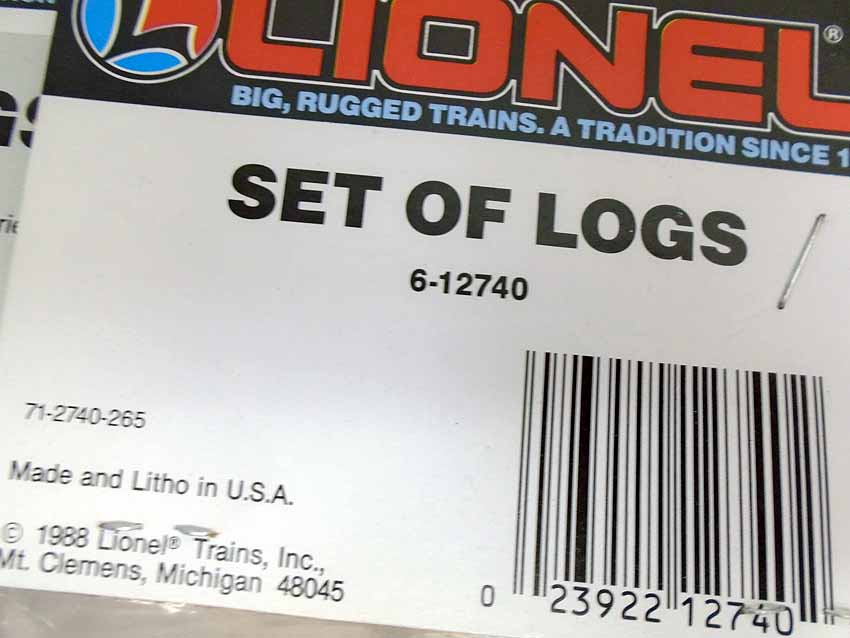 LIONEL®
BIG, RUGGED TRAINS. A TRADITION SINCE 1
SET OF LOGS
6-12740
71-2740-265
Made and Litho in U.S.A.
© 1988 Lionel® Trains, Inc.,
Mt. Clemens, Michigan 48045
0 23922 12740